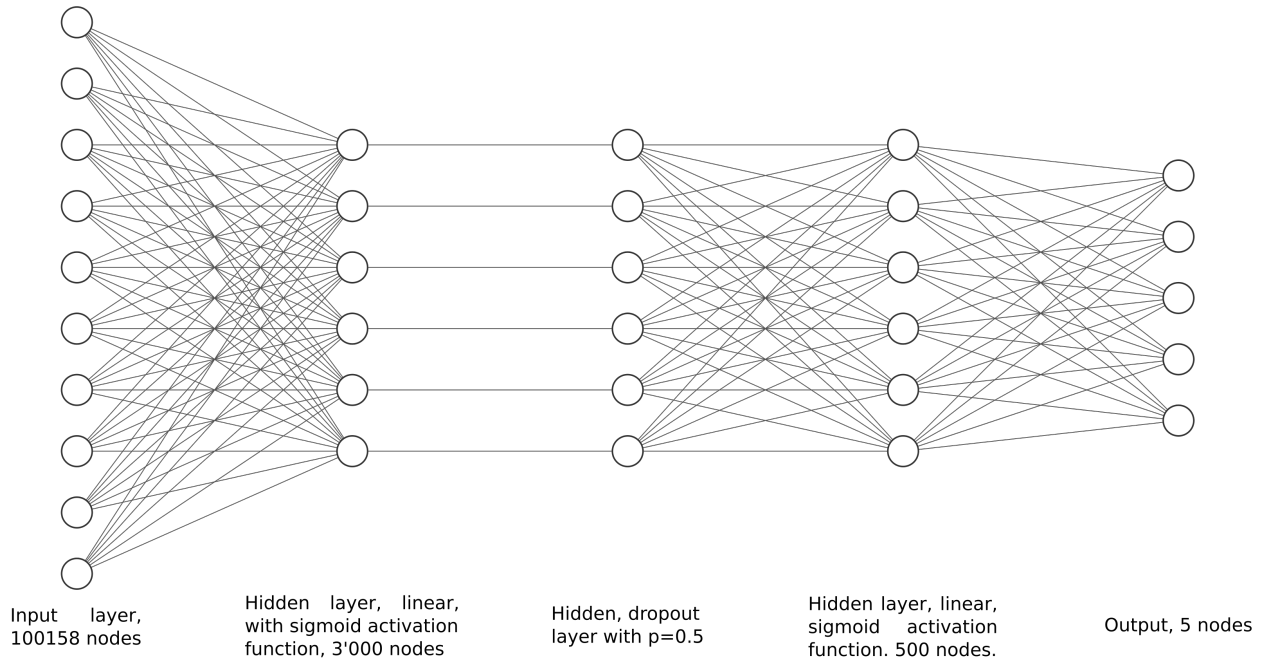 Input layer,
100158 nodes
Hidden layer, linear,
with sigmoid activation
function, 3'000 nodes
Hidden, dropout
layer with p=0.5
Hidden layer, linear,
sigmoid activation
function. 500 nodes.
Output, 5 nodes